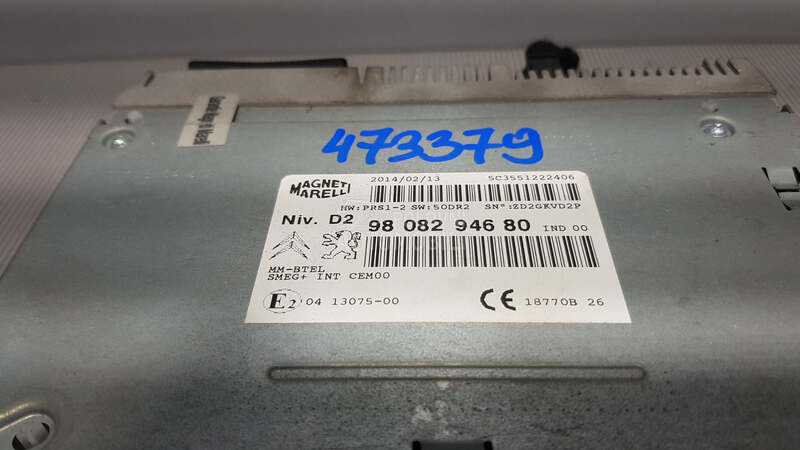 473379
MAGNETI
MARELLI
2014/02/13 5C3551222406
HW:PRS1-2 SW:50DR2 SN°:ZD2GKVD2P
Niv. D2 98 082 946 80 IND 00
MM-BTEL
SMEG+ INT CEM00
E2 04 13075-00 CE 18770B 26